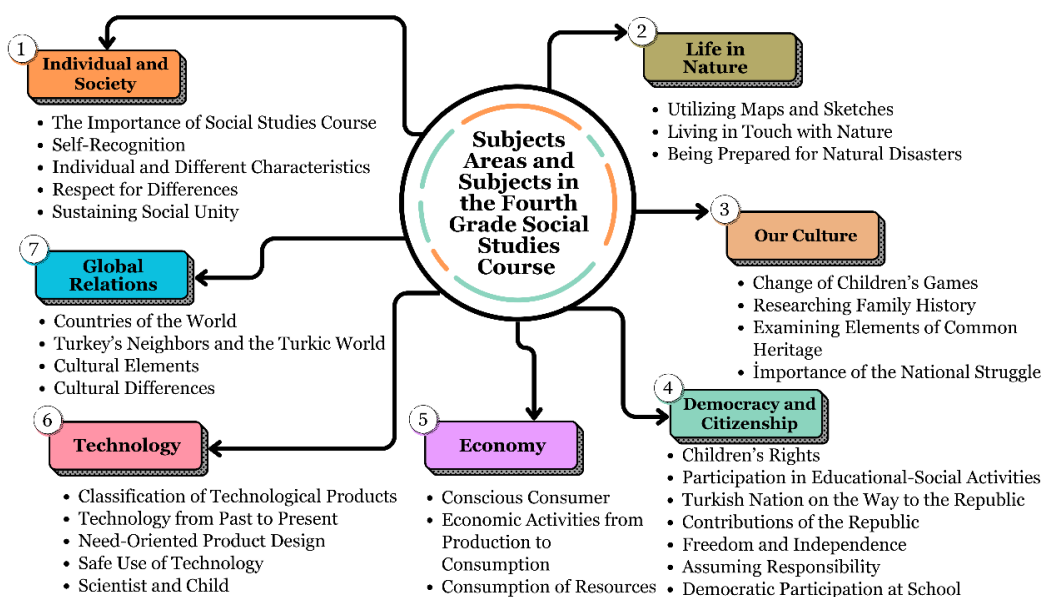 Subjects
Areas and
Subjects in
the Fourth
Grade Social
Studies
Course
1
Individual and
Society
• The Importance of Social Studies Course
• Self-Recognition
• Individual and Different Characteristics
• Respect for Differences
• Sustaining Social Unity
2
Life in
Nature
• Utilizing Maps and Sketches
• Living in Touch with Nature
• Being Prepared for Natural Disasters
3
Our Culture
• Change of Children’s Games
• Researching Family History
• Examining Elements of Common
Heritage
• İmportance of the National Struggle
4
Democracy and
Citizenship
• Children’s Rights
• Participation in Educational-Social Activities
• Turkish Nation on the Way to the Republic
• Contributions of the Republic
• Freedom and Independence
• Assuming Responsibility
• Democratic Participation at School
5
Economy
• Conscious Consumer
• Economic Activities from
Production to
Consumption
• Consumption of Resources
6
Technology
• Classification of Technological Products
• Technology from Past to Present
• Need-Oriented Product Design
• Safe Use of Technology
• Scientist and Child
7
Global
Relations
• Countries of the World
• Turkey’s Neighbors and the Turkic World
• Cultural Elements
• Cultural Differences